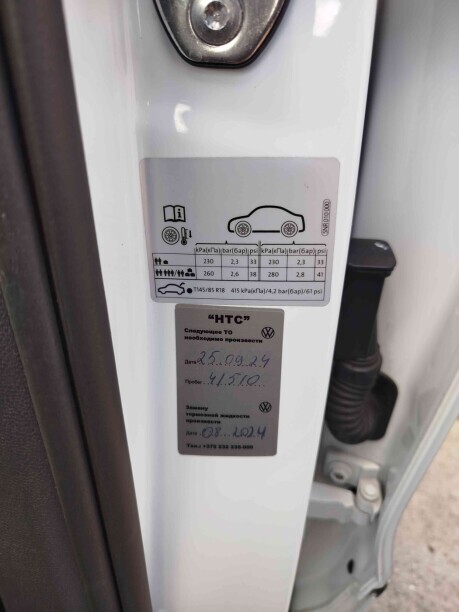 kPa(кПа)/bar(бар) psi kPa(кПа)/bar(бар) psi
230 2,3 33 230 2,3 33
260 2,6 38 280 2,8 41
T145/85 R18 415 kPa(кПа)/4,2 bar(бар)/61 psi
"НТС"
Следующее ТО
необходимо произвести
Дата 25.09.24
Пробег 41510
Замену
тормозной жидкости
произвести
Дата 08.2024